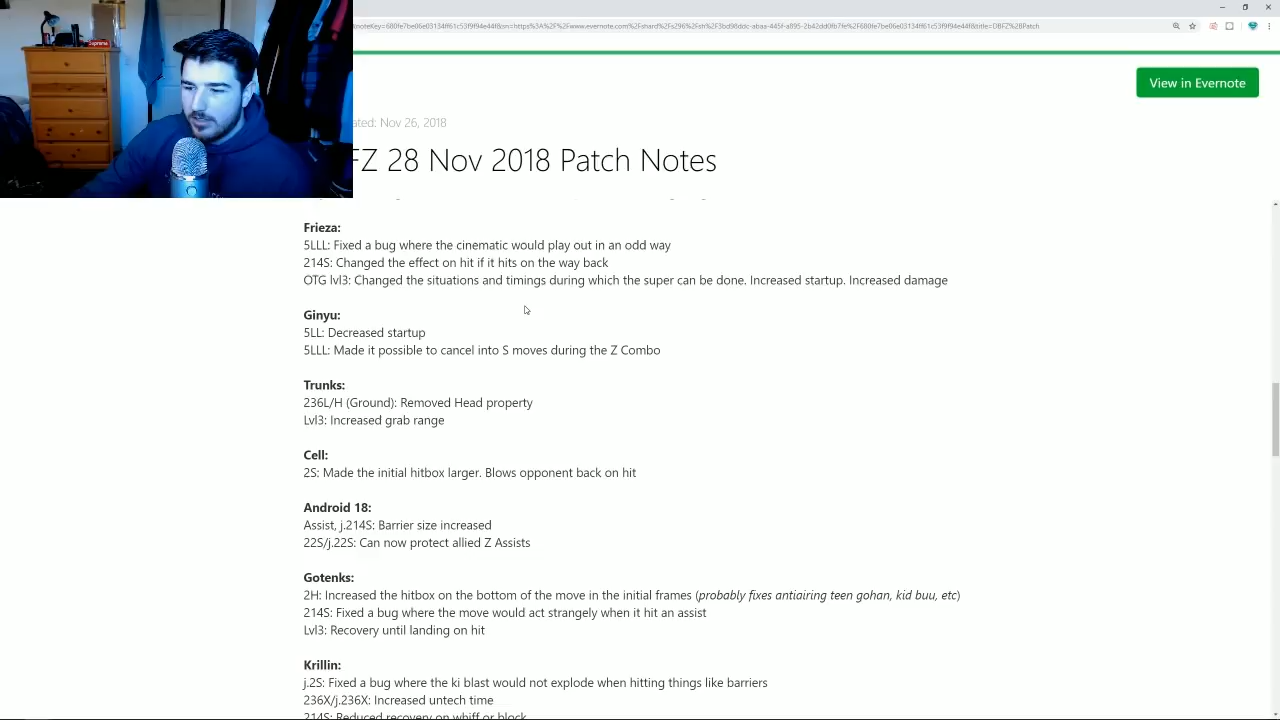 View in Evernote
ated: Nov 26, 2018
FZ 28 Nov 2018 Patch Notes
Frieza:
5LLL: Fixed a bug where the cinematic would play out in an odd way
214S: Changed the effect on hit if it hits on the way back
OTG lvl3: Changed the situations and timings during which the super can be done. Increased startup. Increased damage
Ginyu:
5LL: Decreased startup
5LLL: Made it possible to cancel into S moves during the Z Combo
Trunks:
236L/H (Ground): Removed Head property
Lvl3: Increased grab range
Cell:
2S: Made the initial hitbox larger. Blows opponent back on hit
Android 18:
Assist, j.214S: Barrier size increased
22S/j.22S: Can now protect allied Z Assists
Gotenks:
2H: Increased the hitbox on the bottom of the move in the initial frames (probably fixes antiairing teen gohan, kid buu, etc)
214S: Fixed a bug where the move would act strangely when it hit an assist
Lvl3: Recovery until landing on hit
Krillin:
j.2S: Fixed a bug where the ki blast would not explode when hitting things like barriers
236X/j.236X: Increased untech time
214S: Reduced recovery on whiff or block